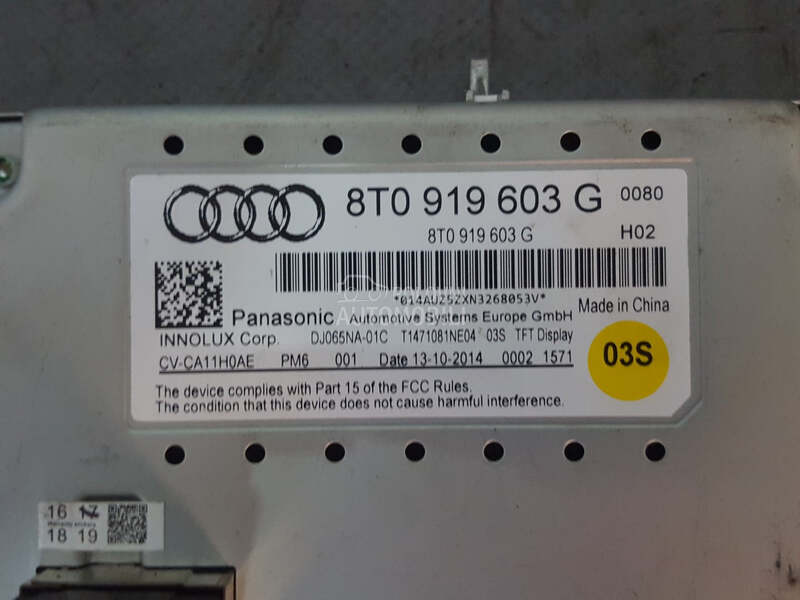 8T0 919 603 G 0080
8T0 919 603 G H02
*014AUZ5ZXN3268053V*
Panasonic Automotive Systems Europe GmbH Made in China
INNOLUX Corp. DJ065NA-01C T1471081NE04 03S TFT Display
CV-CA11H0AE PM6 001 Date 13-10-2014 0002 1571
03S
The device complies with Part 15 of the FCC Rules.
The condition that this device does not cause harmful interference.
16 17
18 19